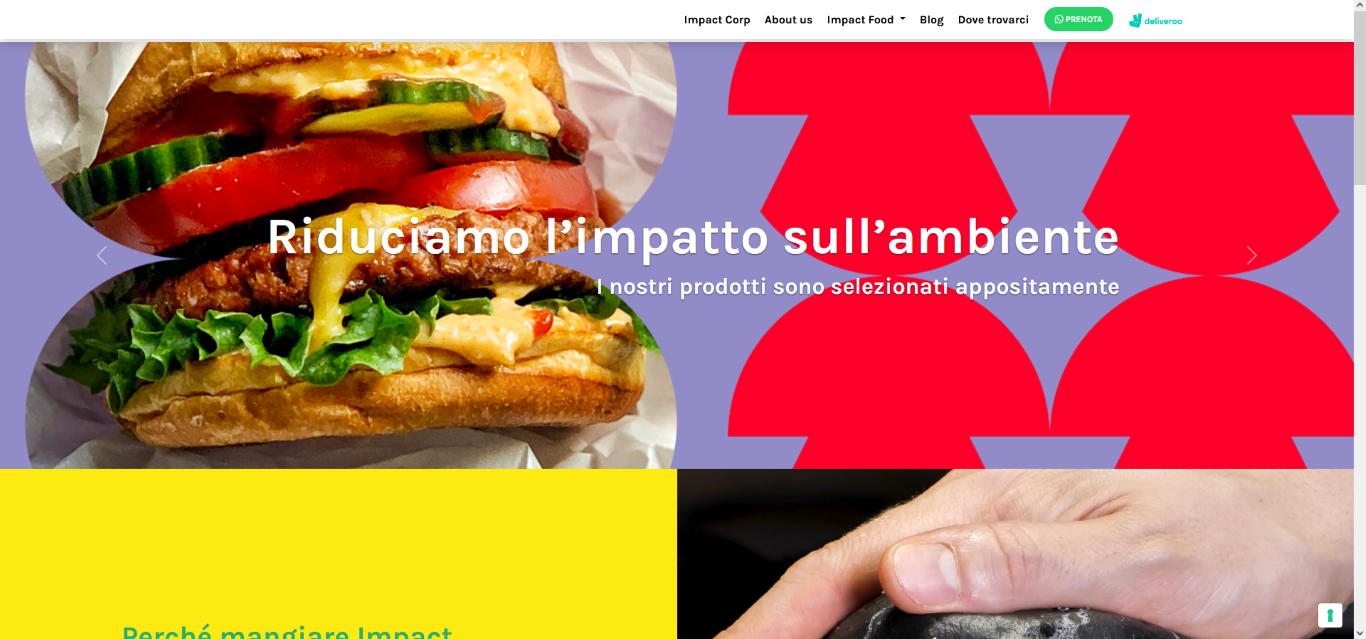 Impact Corp About us Impact Food Blog Dove trovarci PRENOTA deliveroo
Riduciamo l’impatto sull’ambiente
I nostri prodotti sono selezionati appositamente
Perché mangiare Impact